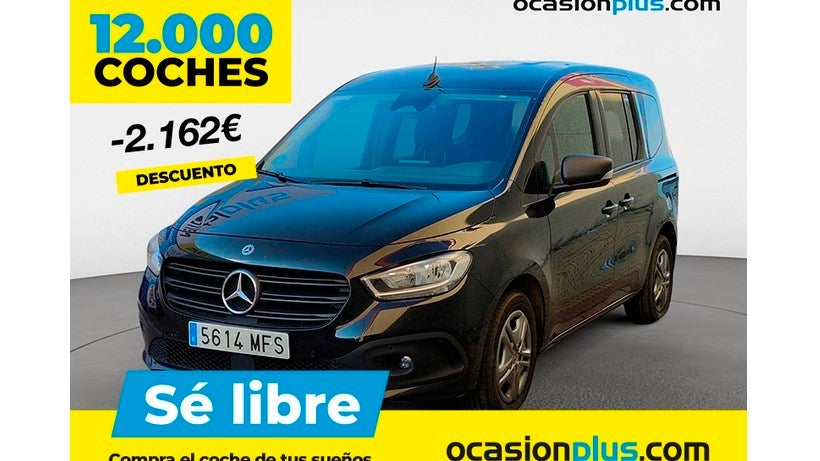 ocasionplus.com
12.000
COCHES
-2.162€
DESCUENTO
5614 MFS
Sé libre
Compra el coche de tus sueños
ocasionplus.com